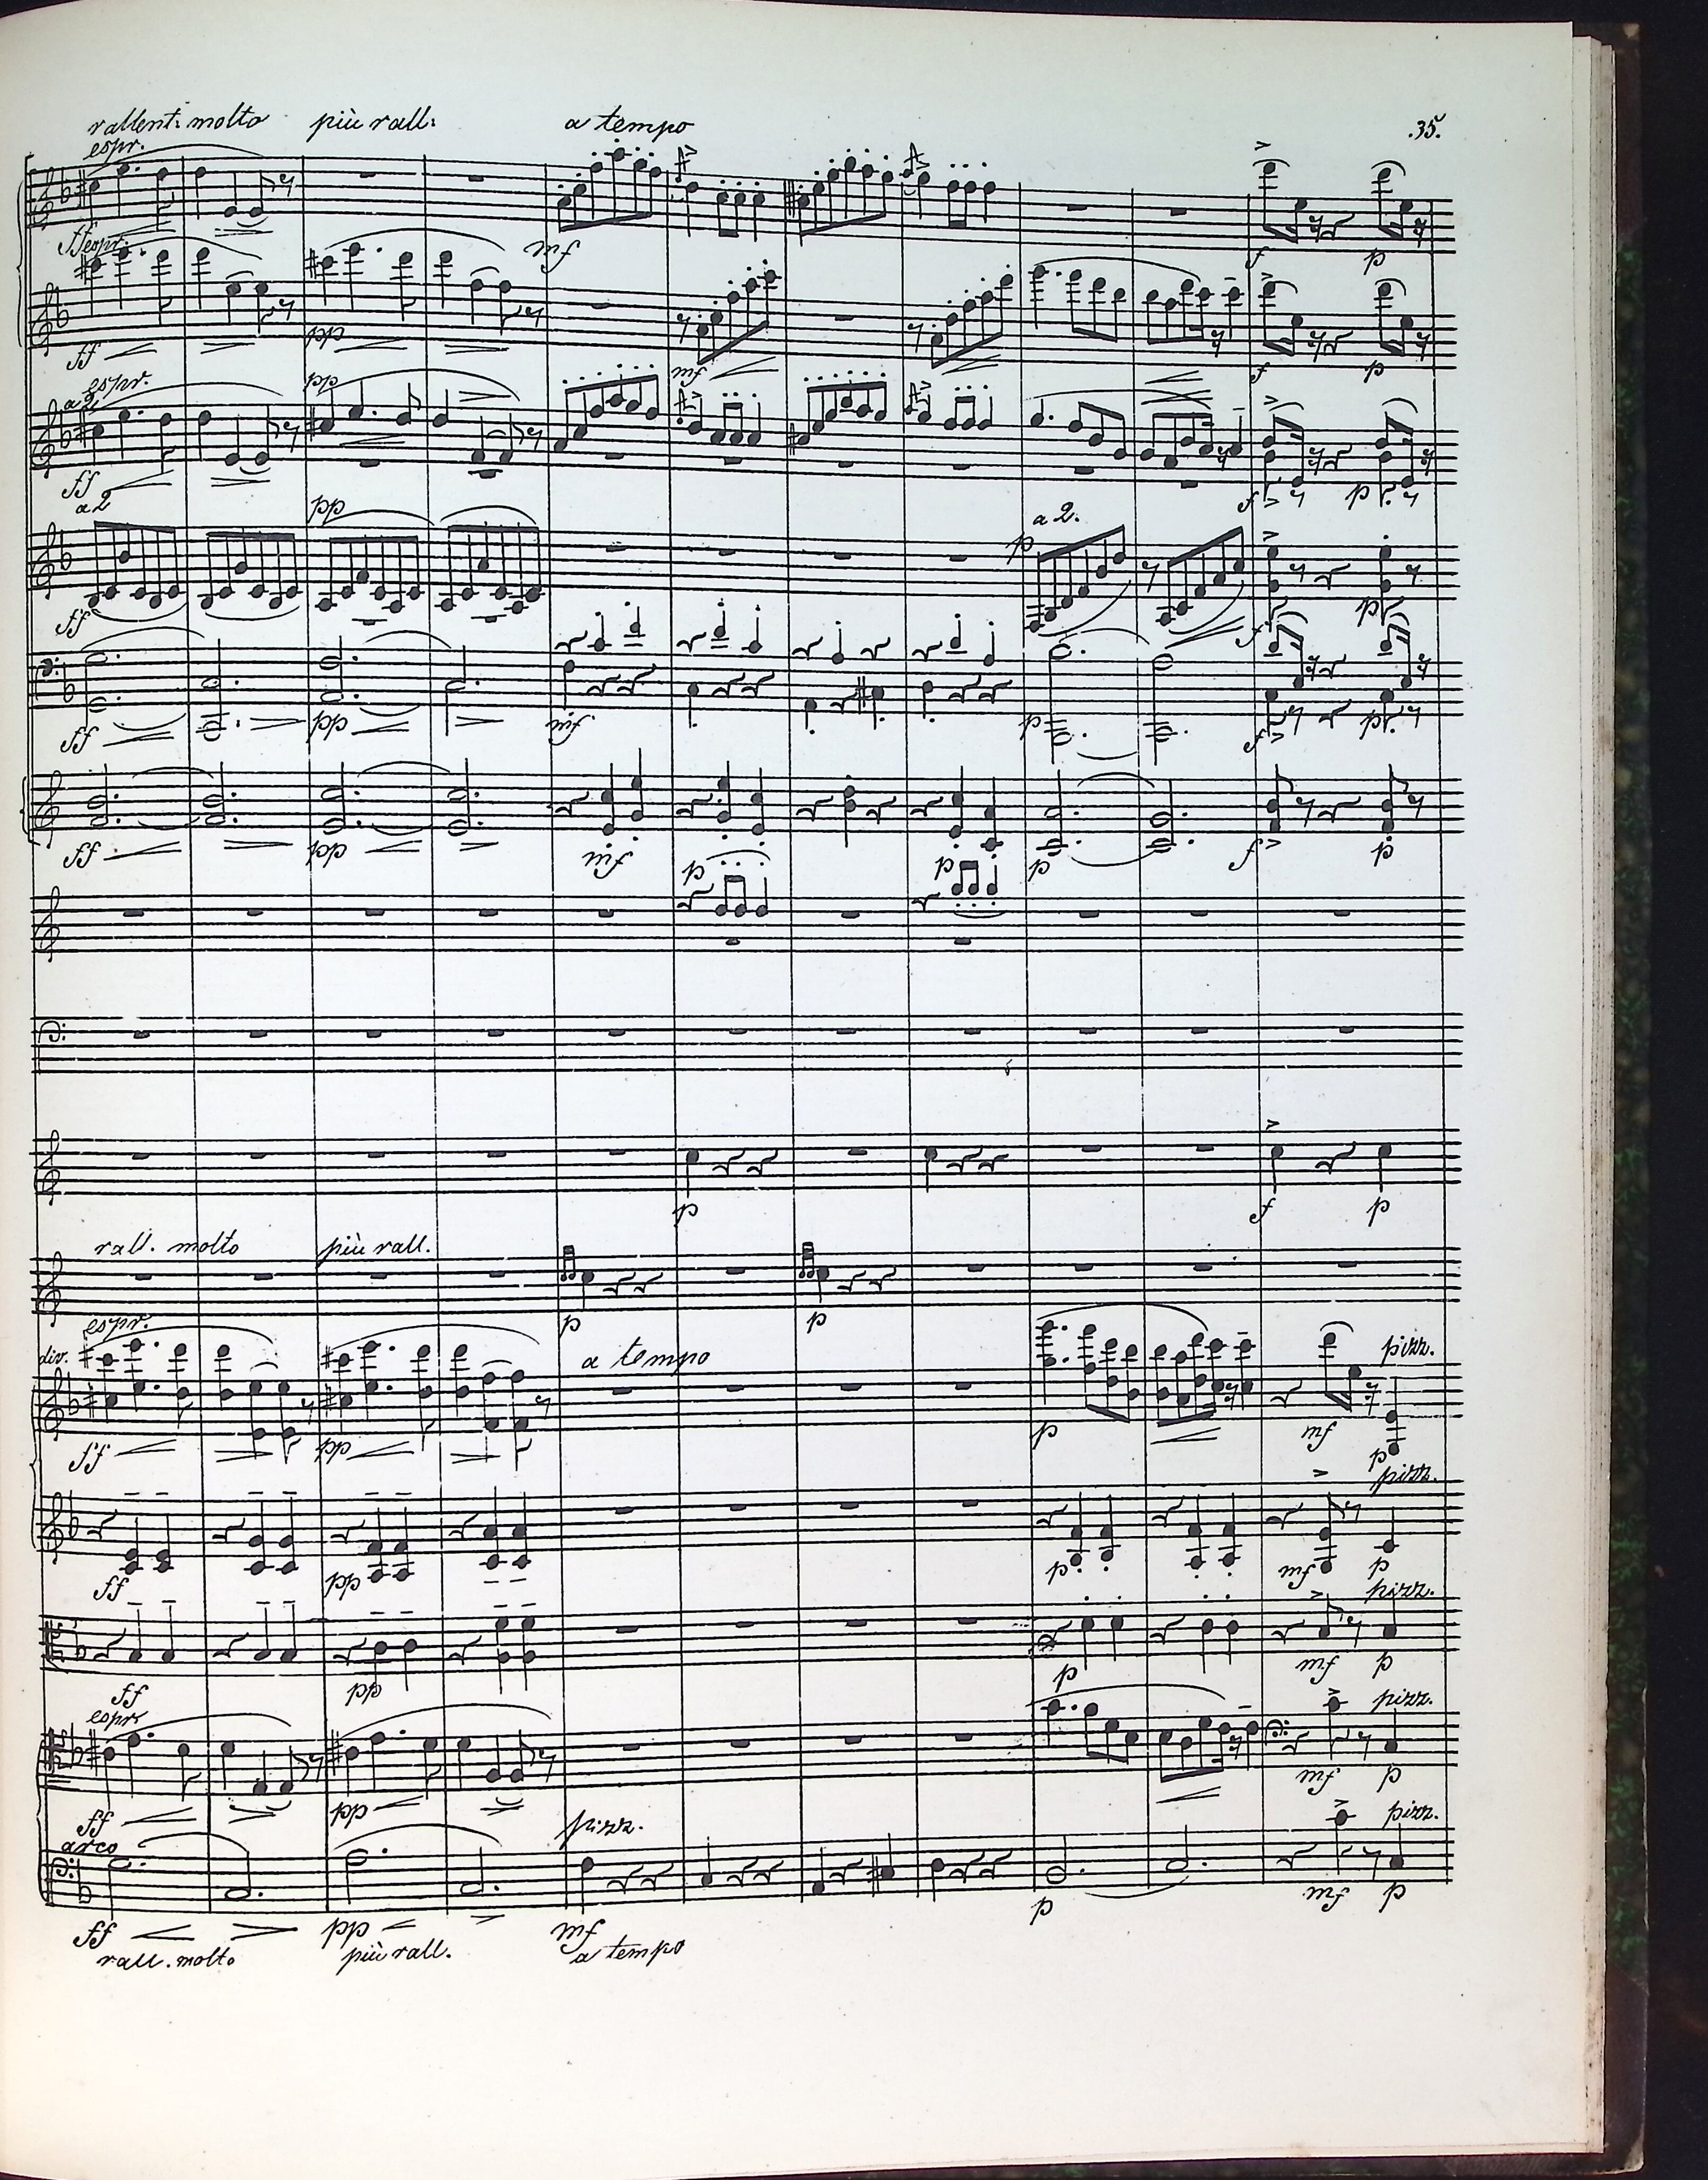 rallent: molto più rall: a tempo .35.
espr.
ff espr. mf f p
ff pp mf f p
espr. pp
a 2.
ff f p
a 2 pp a 2.
p
ff p
f
ff pp mf p f p
ff pp mf p f p
p p
p f p
rall. molto più rall.
p p
espr.
div. a tempo pizz.
ff pp p mf p
pizz.
ff pp p mf p
pizz.
ff pp p mf p
espr pizz.
ff pp mf p
arco pizz. pizz.
ff pp mf p mf p
rall. molto più rall. a tempo